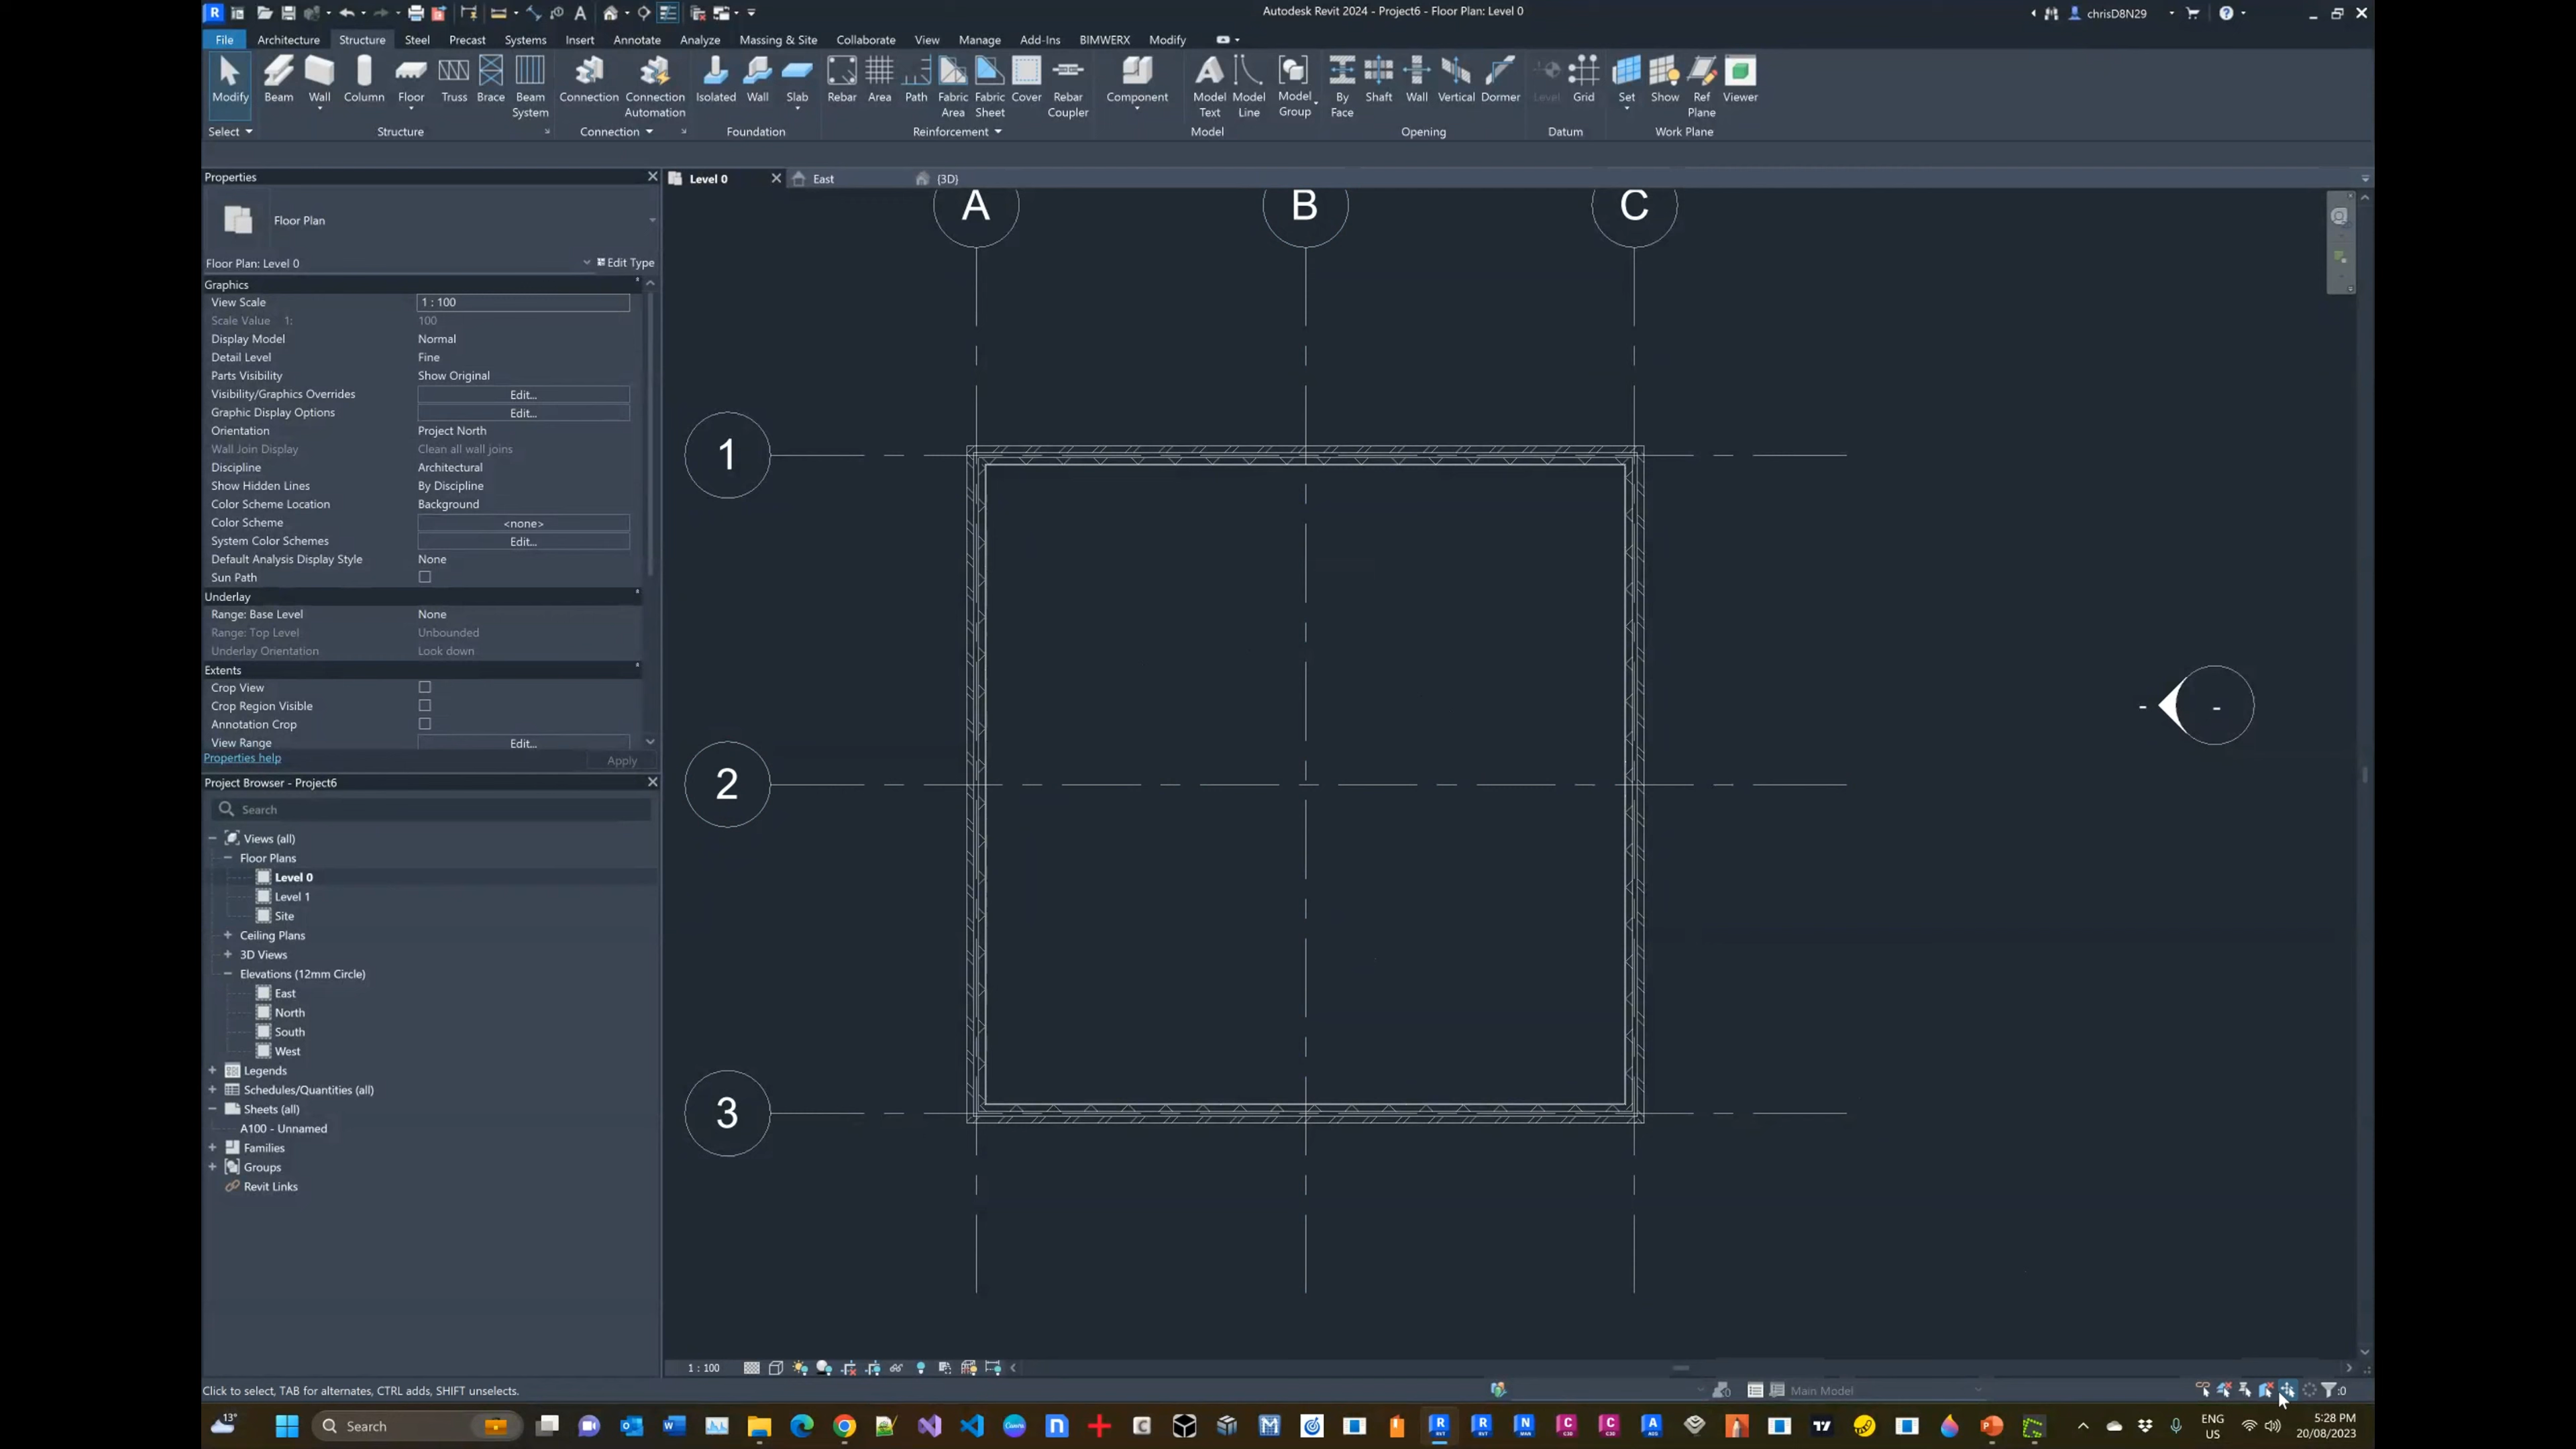 Autodesk Revit 2024 - Project6 - Floor Plan: Level 0
chrisD8N29
File Architecture Structure Steel Precast Systems Insert Annotate Analyze Massing & Site Collaborate View Manage Add-Ins BIMWERX Modify
Modify Beam Wall Column Floor Truss Brace Beam System Connection Connection Automation Isolated Wall Slab Rebar Area Path Fabric Area Fabric Sheet Cover Rebar Coupler Component Model Text Model Line Model Group By Face Shaft Wall Vertical Dormer Level Grid Set Show Ref Plane Viewer
Select Structure Connection Foundation Reinforcement Model Opening Datum Work Plane
Properties
Floor Plan
Floor Plan: Level 0 Edit Type
Graphics
View Scale 1 : 100
Scale Value 1: 100
Display Model Normal
Detail Level Fine
Parts Visibility Show Original
Visibility/Graphics Overrides Edit...
Graphic Display Options Edit...
Orientation Project North
Wall Join Display Clean all wall joins
Discipline Architectural
Show Hidden Lines By Discipline
Color Scheme Location Background
Color Scheme <none>
System Color Schemes Edit...
Default Analysis Display Style None
Sun Path
Underlay
Range: Base Level None
Range: Top Level Unbounded
Underlay Orientation Look down
Extents
Crop View
Crop Region Visible
Annotation Crop
View Range Edit...
Properties help Apply
Project Browser - Project6
Search
Views (all)
Floor Plans
Level 0
Level 1
Site
Ceiling Plans
3D Views
Elevations (12mm Circle)
East
North
South
West
Legends
Schedules/Quantities (all)
Sheets (all)
A100 - Unnamed
Families
Groups
Revit Links
Level 0 East {3D}
A B C
1
2
- -
3
1 : 100
Click to select, TAB for alternates, CTRL adds, SHIFT unselects.
Main Model
:0
13°
Search
ENG
US
5:28 PM
20/08/2023